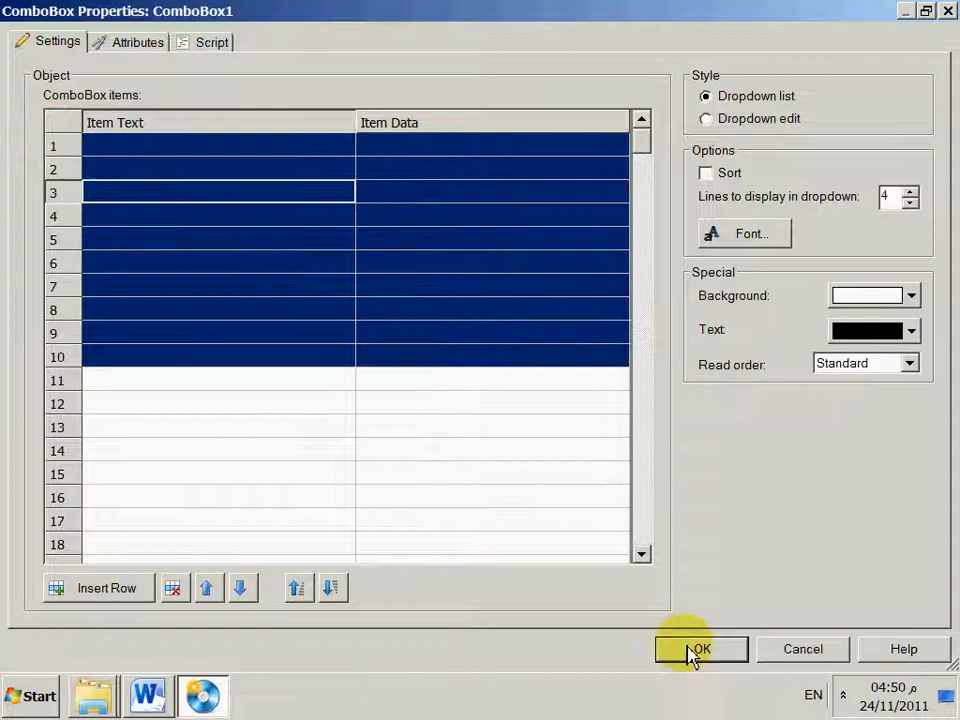 ComboBox Properties: ComboBox1
Settings Attributes Script
Object
ComboBox items:
Item Text Item Data
1
2
3
4
5
6
7
8
9
10
11
12
13
14
15
16
17
18
Insert Row
Style
Dropdown list
Dropdown edit
Options
Sort
Lines to display in dropdown: 4
Font...
Special
Background:
Text:
Read order: Standard
OK Cancel Help
Start EN 04:50 م
24/11/2011